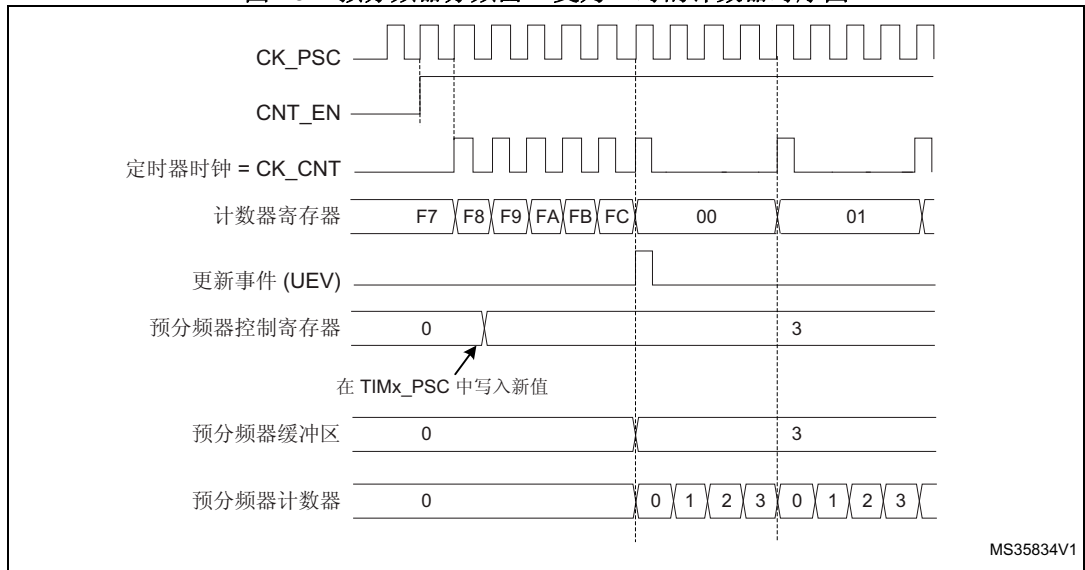 CK_PSC
CNT_EN
定时器时钟 = CK_CNT
计数器寄存器 F7 F8 F9 FA FB FC 00 01
更新事件 (UEV)
预分频器控制寄存器 0 3
在 TIMx_PSC 中写入新值
预分频器缓冲区 0 3
预分频器计数器 0 0 1 2 3 0 1 2 3
MS35834V1